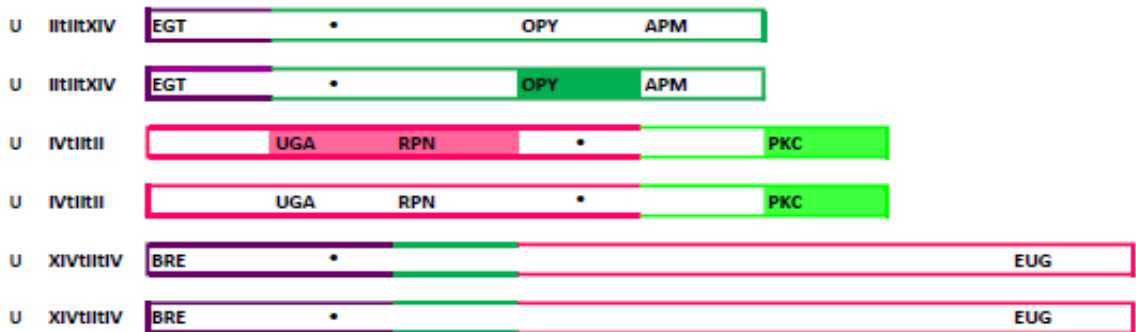 U IItIItXIV EGT • OPY APM
U IItIItXIV EGT • OPY APM
U IVtIItII UGA RPN • PKC
U IVtIItII UGA RPN • PKC
U XIVtIItIV BRE • EUG
U XIVtIItIV BRE • EUG